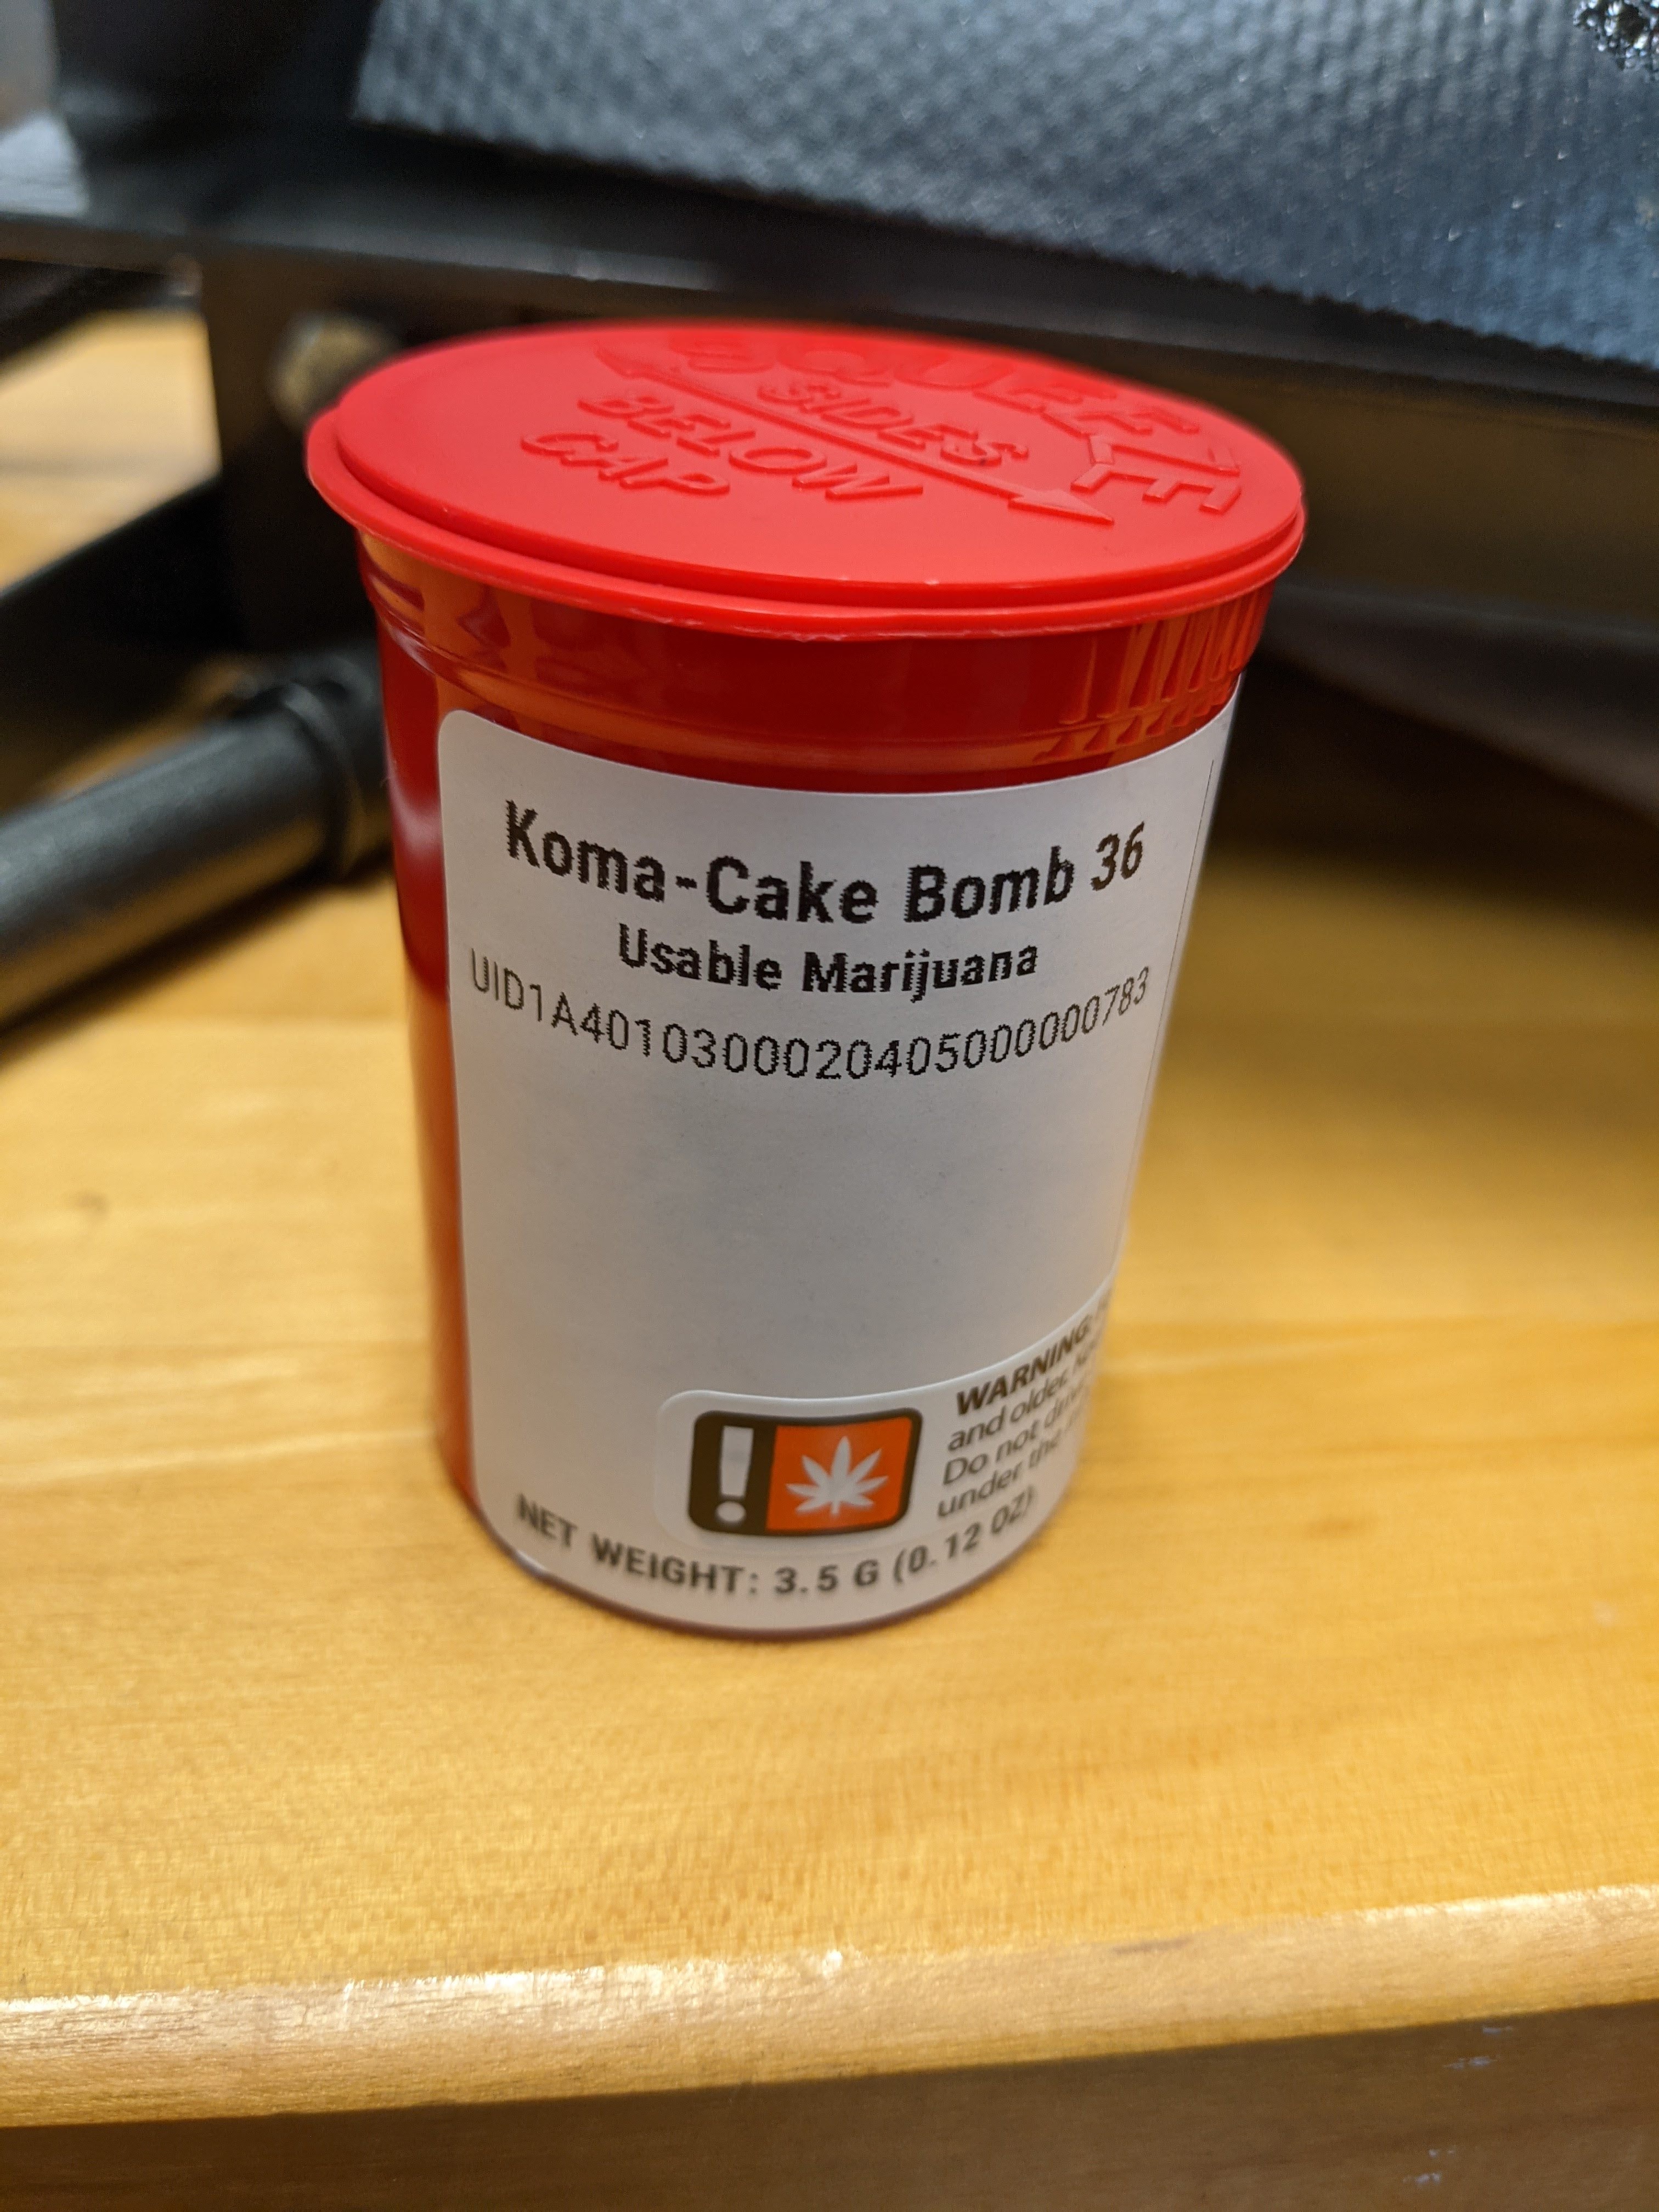 SQUEEZE
SIDES
BELOW
CAP
Koma-Cake Bomb 36
Usable Marijuana
UID1A4010300020405000000783
WARNING:
and older.
Do not driv
under the
NET WEIGHT: 3.5 G (0.12 OZ)